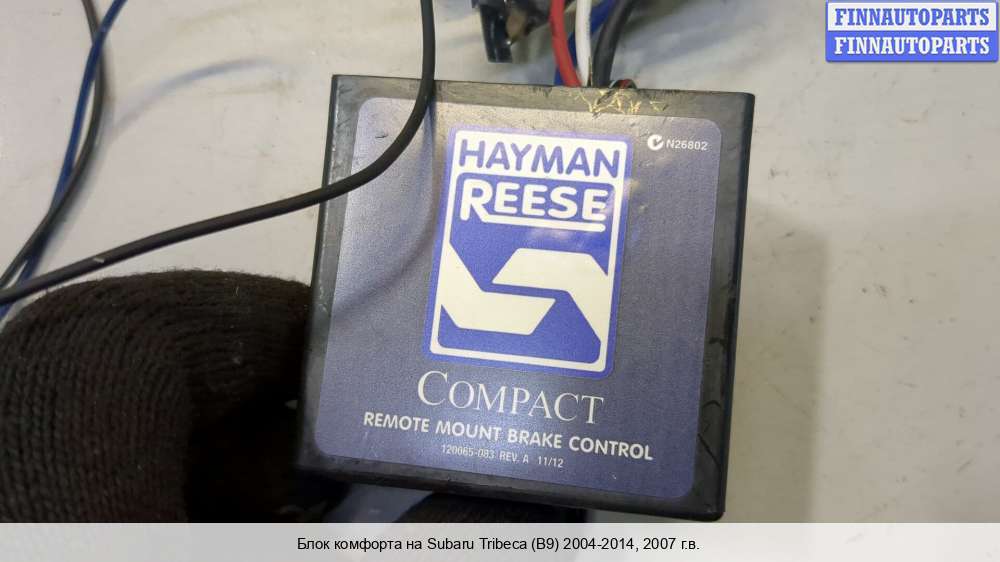 FINNAUTOPARTS
FINNAUTOPARTS
N26802
HAYMAN
REESE
COMPACT
REMOTE MOUNT BRAKE CONTROL
120065-083 REV. A 11/12
Блок комфорта на Subaru Tribeca (B9) 2004-2014, 2007 г.в.